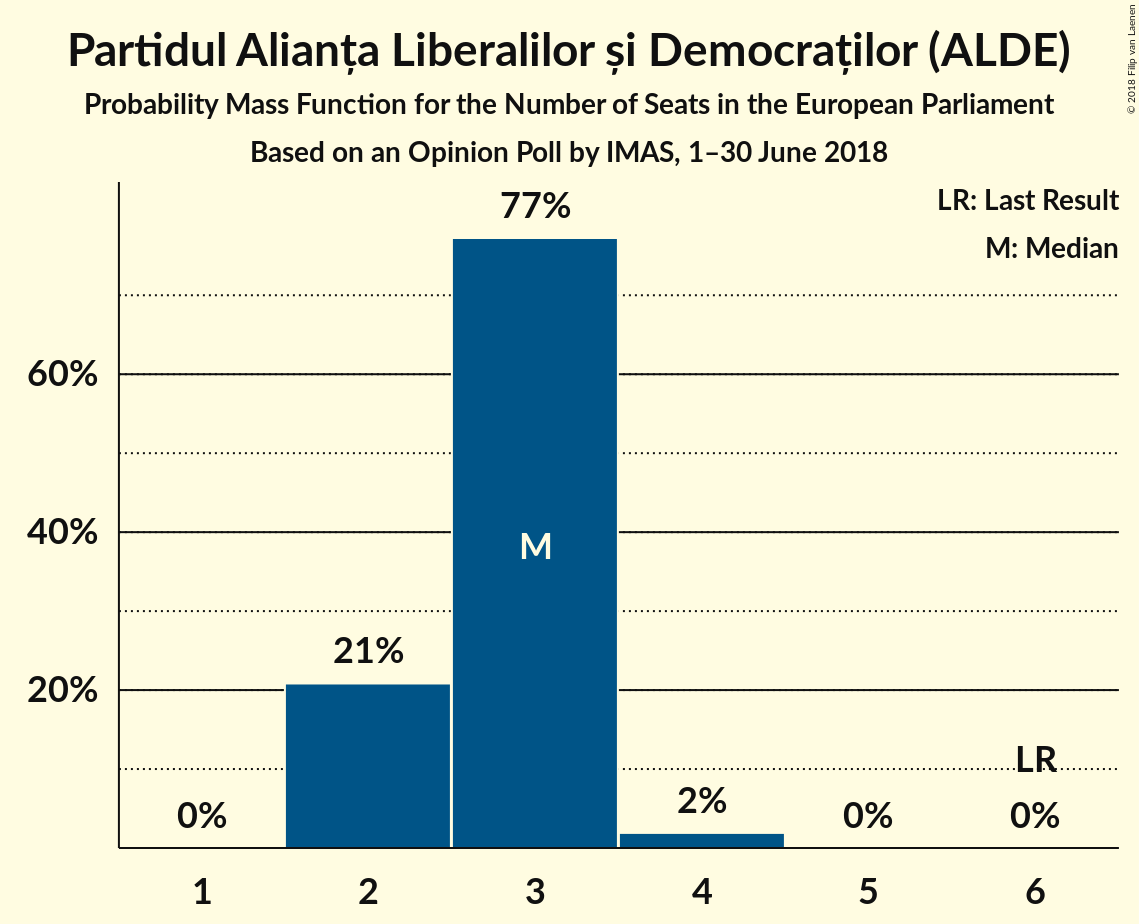 Partidul Alianța Liberalilor și Democraților (ALDE)
Probability Mass Function for the Number of Seats in the European Parliament
Based on an Opinion Poll by IMAS, 1–30 June 2018
© 2018 Filip van Laenen
LR: Last Result
M: Median
77%
60%
40%
M
21%
20%
LR
0%
2%
0%
0%
1 2 3 4 5 6